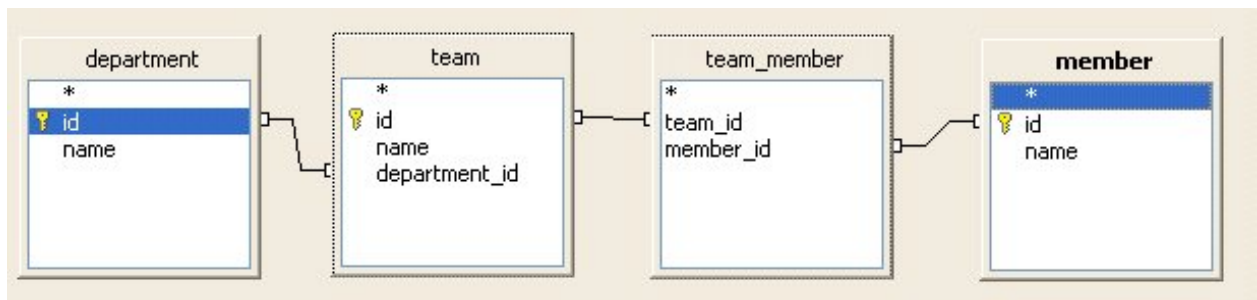 department
*
id
name
team
*
id
name
department_id
team_member
*
team_id
member_id
member
*
id
name